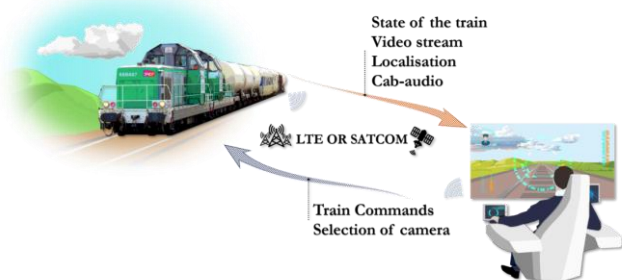 State of the train
Video stream
Localisation
Cab-audio
LTE OR SATCOM
Train Commands
Selection of camera